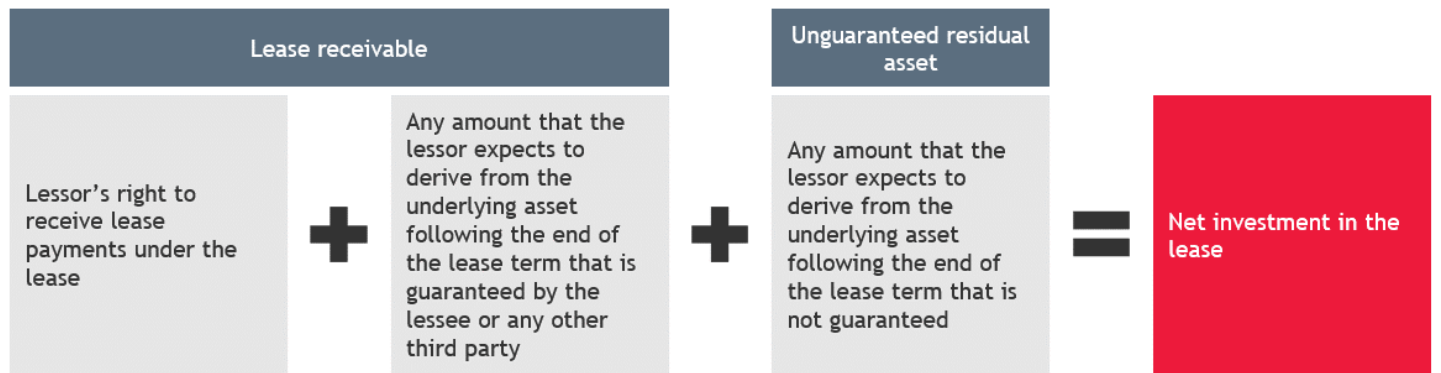 Lease receivable
Unguaranteed residual
asset
Lessor’s right to
receive lease
payments under the
lease
Any amount that the
lessor expects to
derive from the
underlying asset
following the end of
the lease term that is
guaranteed by the
lessee or any other
third party
Any amount that the
lessor expects to
derive from the
underlying asset
following the end of
the lease term that is
not guaranteed
Net investment in the
lease